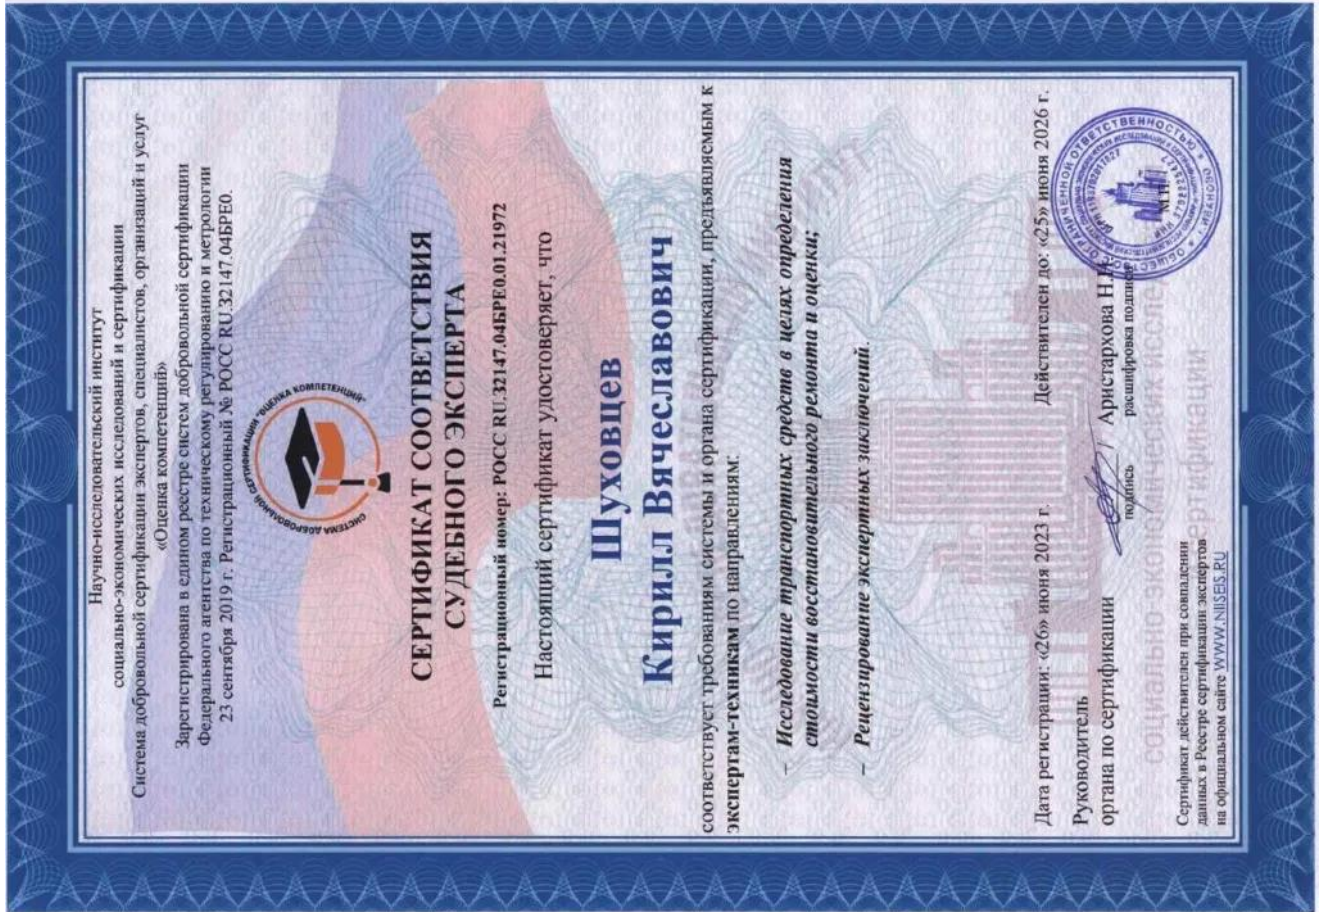 Научно-исследовательский институт
социально-экономических исследований и сертификации
Система добровольной сертификации экспертов, специалистов, организаций и услуг
«Оценка компетенций»
Зарегистрирована в едином реестре систем добровольной сертификации
Федерального агентства по техническому регулированию и метрологии
23 сентября 2019 г. Регистрационный № РОСС RU.32147.04БРЕ0.
СИСТЕМА ДОБРОВОЛЬНОЙ СЕРТИФИКАЦИИ "ОЦЕНКА КОМПЕТЕНЦИЙ"
СЕРТИФИКАТ СООТВЕТСТВИЯ
СУДЕБНОГО ЭКСПЕРТА
Регистрационный номер: РОСС RU.32147.04БРЕ0.01.21972
Настоящий сертификат удостоверяет, что
Шуховцев
Кирилл Вячеславович
соответствует требованиям системы и органа сертификации, предъявляемым к
экспертам-техникам по направлениям:
– Исследование транспортных средств в целях определения
стоимости восстановительного ремонта и оценки;
– Рецензирование экспертных заключений.
Дата регистрации: «26» июня 2023 г. Действителен до: «25» июня 2026 г.
Руководитель
органа по сертификации / Аристархова Н.И.
подпись расшифровка подписи
М.П.
Сертификат действителен при совпадении
данных в Реестре сертификации экспертов
на официальном сайте WWW.NIISEIS.RU